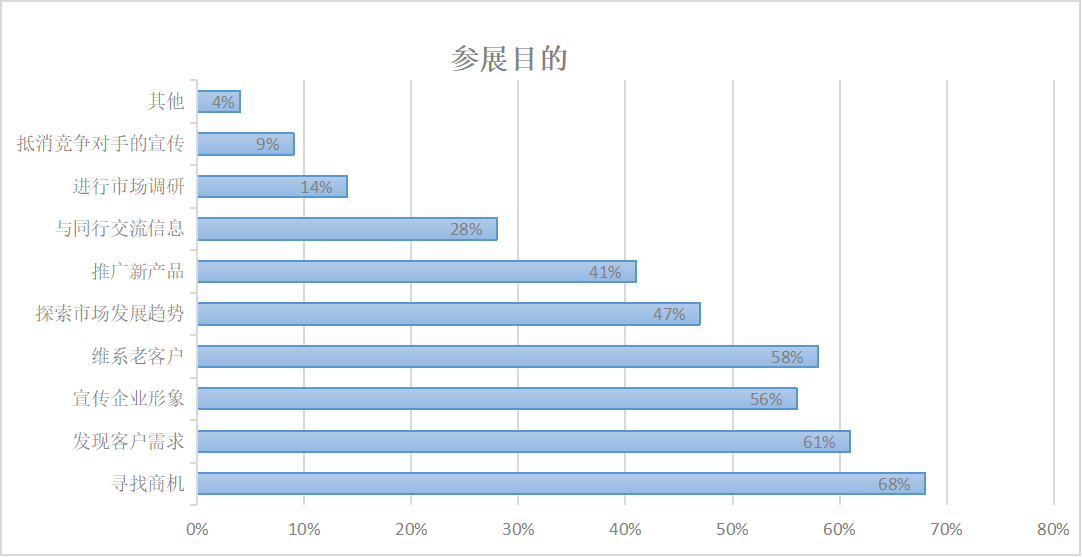 参展目的
其他
4%
抵消竞争对手的宣传
9%
进行市场调研
14%
与同行交流信息
28%
推广新产品
41%
探索市场发展趋势
47%
维系老客户
58%
宣传企业形象
56%
发现客户需求
61%
寻找商机
68%
0% 10% 20% 30% 40% 50% 60% 70% 80%